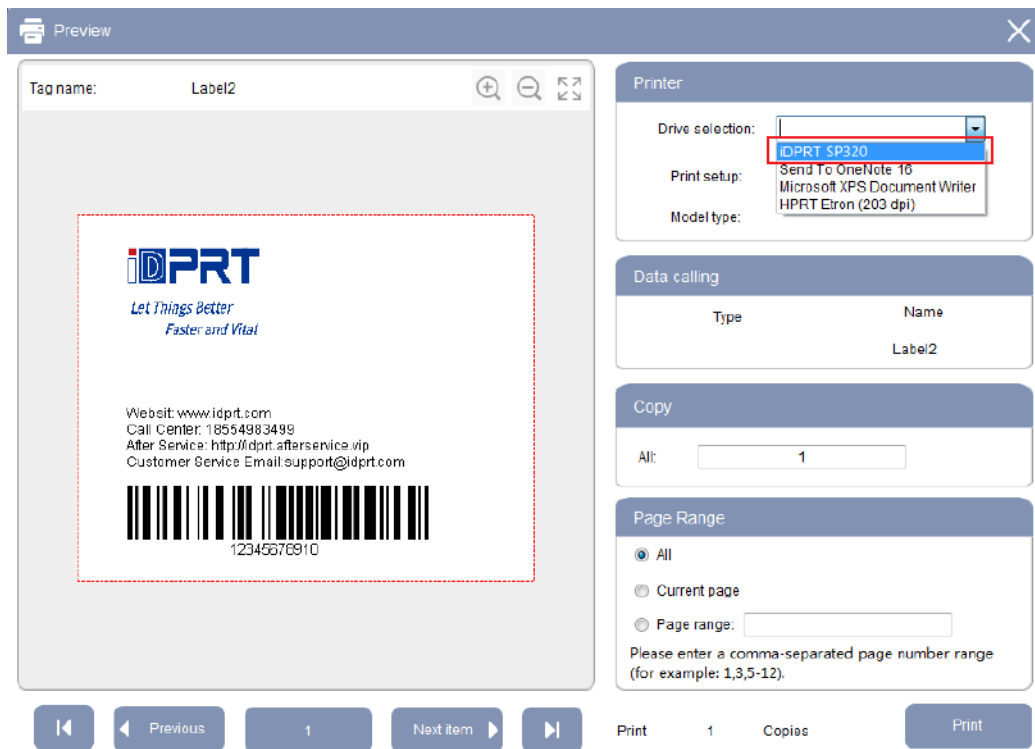 Preview
Tag name: Label2
iDPRT
Let Things Better
Faster and Vital
Websit: www.idprt.com
Call Center: 18554983499
After Service: http://idprt.afterservice.vip
Customer Service Email:support@idprt.com
12345678910
Previous
1
Next item
Printer
Drive selection:
iDPRT SP320
Send To OneNote 16
Microsoft XPS Document Writer
HPRT Etron (203 dpi)
Print setup:
Model type:
Data calling
Type Name
Label2
Copy
All: 1
Page Range
All
Current page
Page range:
Please enter a comma-separated page number range
(for example: 1,3,5-12).
Print 1 Copies
Print